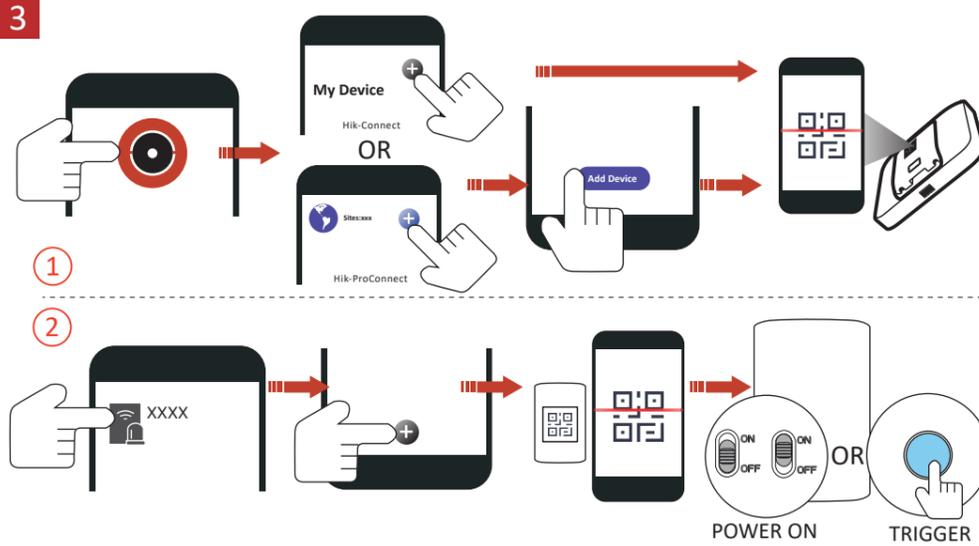 3
My Device
Hik-Connect
OR
Sites:xxx
Hik-ProConnect
Add Device
1
2
XXXX
ON
OFF
ON
OFF
OR
POWER ON
TRIGGER